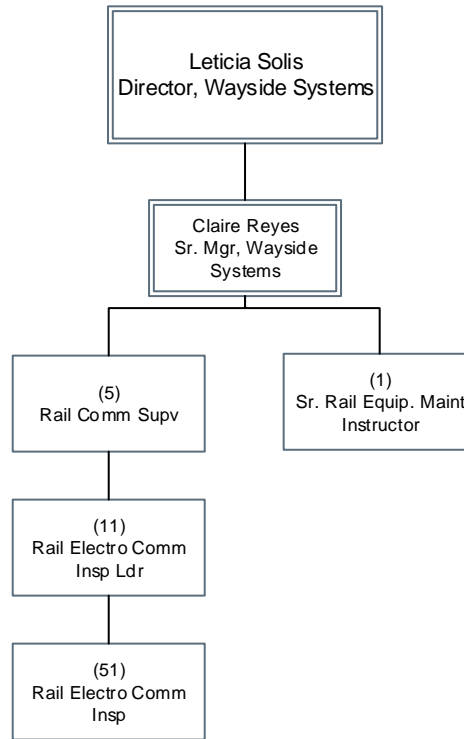 Leticia Solis
Director, Wayside Systems
Claire Reyes
Sr. Mgr, Wayside
Systems
(5)
Rail Comm Supv
(1)
Sr. Rail Equip. Maint
Instructor
(11)
Rail Electro Comm
Insp Ldr
(51)
Rail Electro Comm
Insp